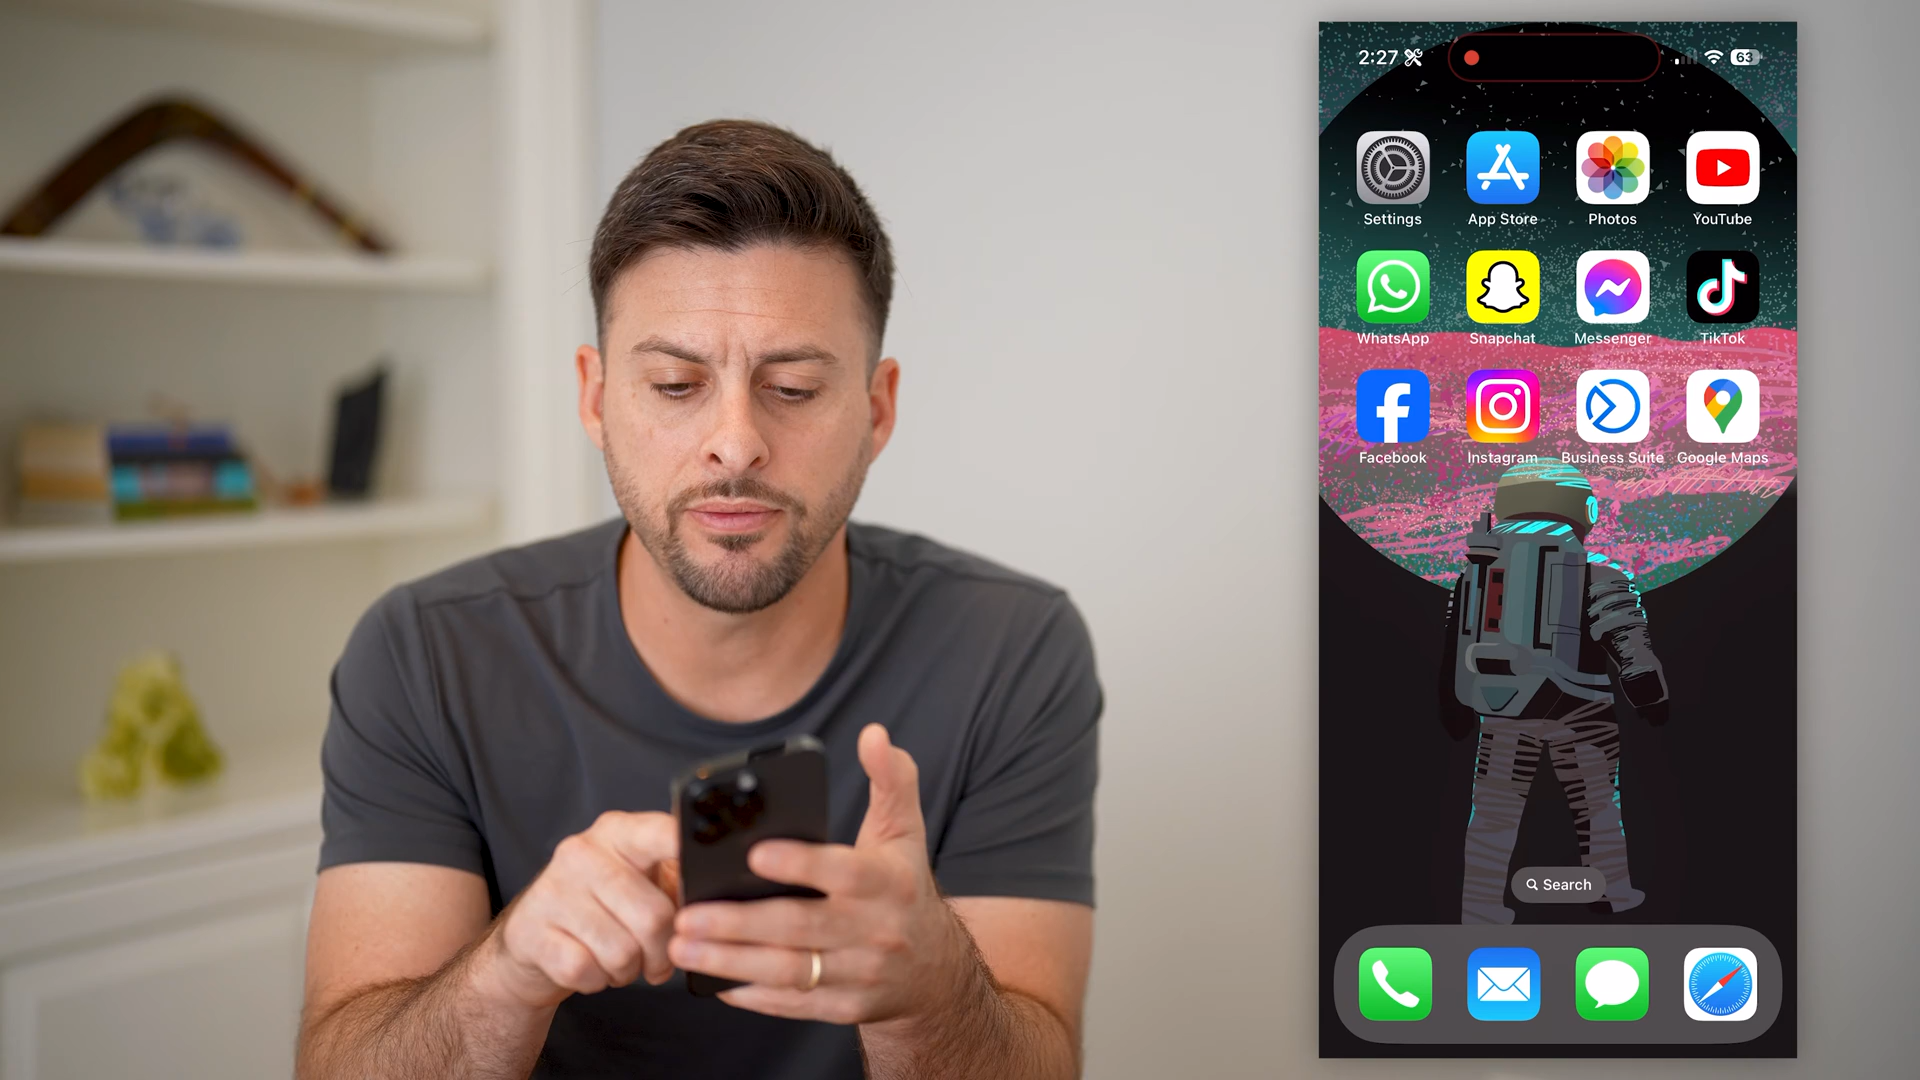 2:27 63
Settings App Store Photos YouTube
WhatsApp Snapchat Messenger TikTok
Facebook Instagram Business Suite Google Maps
Search